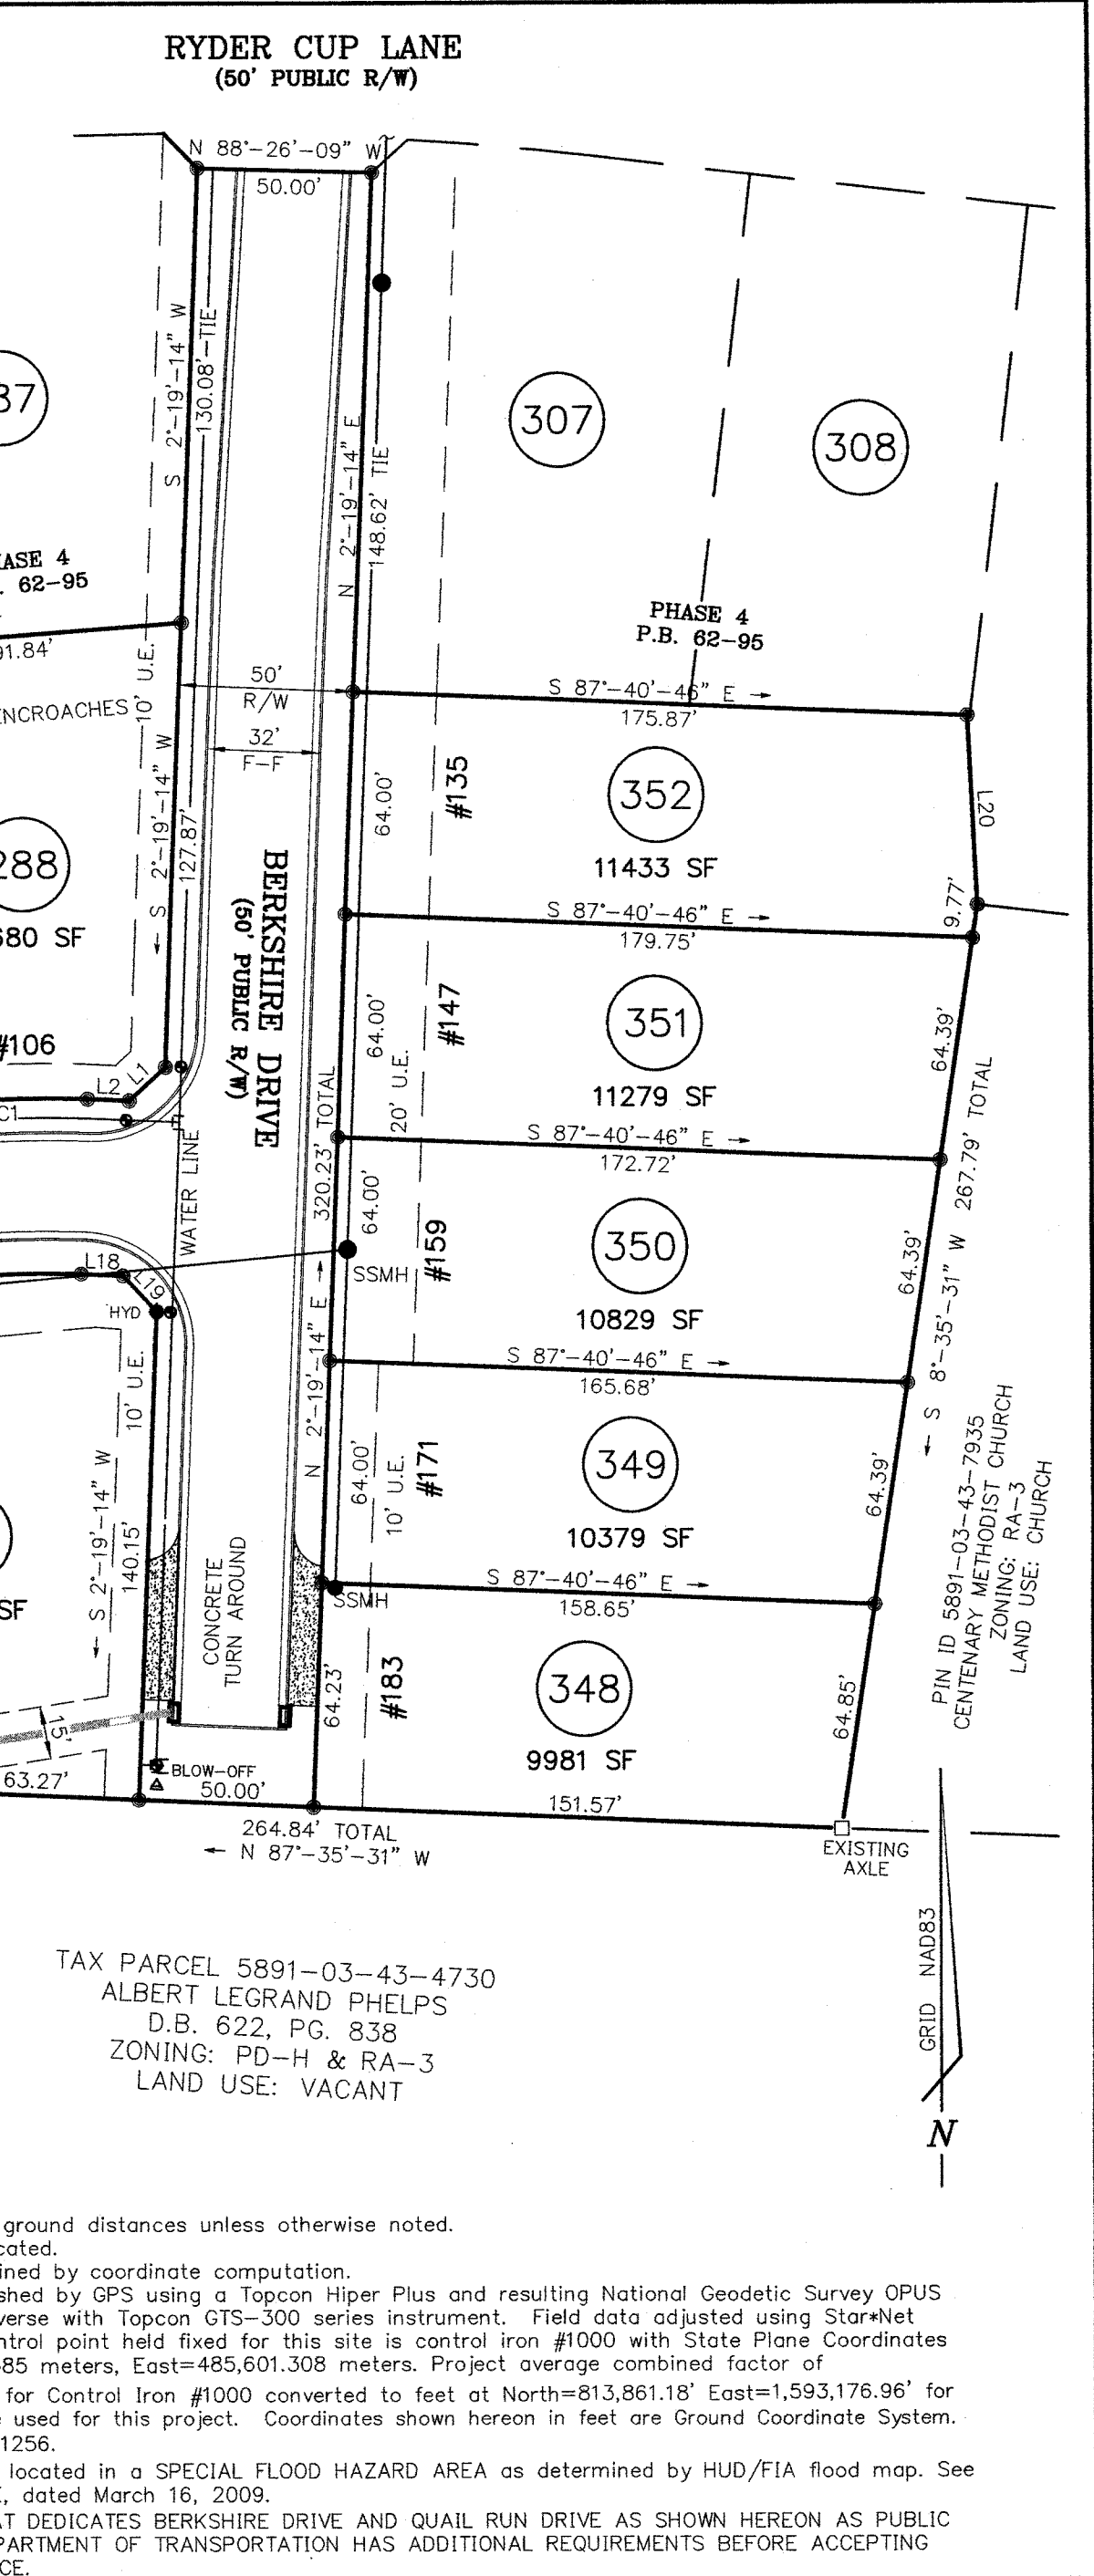 RYDER CUP LANE
(50' PUBLIC R/W)
N 88°-26'-09" W
50.00'
S 2°-19'-14" W
130.08'-TIE
N 2°-19'-14" E
148.62' TIE
37
307
308
ASE 4
. 62-95
91.84'
10' U.E.
ENCROACHES
PHASE 4
P.B. 62-95
50'
R/W
32'
F-F
S 87°-40'-46" E →
175.87'
352
11433 SF
#135
64.00'
L20
9.77'
← S 2°-19'-14" W
127.87'
288
680 SF
#106
BERKSHIRE DRIVE
(50' PUBLIC R/W)
S 87°-40'-46" E →
179.75'
351
11279 SF
#147
64.00'
20' U.E.
64.39'
L2
L1
C1
WATER LINE
320.23' TOTAL
N 2°-19'-14" E →
S 87°-40'-46" E →
172.72'
350
10829 SF
#159
64.00'
64.39'
SSMH
L18
L19
HYD
10' U.E.
← S 8°-35'-31" W 267.79' TOTAL
S 87°-40'-46" E →
165.68'
349
10379 SF
#171
64.00'
10' U.E.
64.39'
← S 2°-19'-14" W
140.15'
SF
CONCRETE
TURN AROUND
PIN ID 5891-03-43-7935
CENTENARY METHODIST CHURCH
ZONING: RA-3
LAND USE: CHURCH
S 87°-40'-46" E →
158.65'
SSMH
348
9981 SF
#183
64.23'
64.85'
15'
63.27'
BLOW-OFF
50.00'
151.57'
264.84' TOTAL
← N 87°-35'-31" W
EXISTING
AXLE
GRID NAD83
N
TAX PARCEL 5891-03-43-4730
ALBERT LEGRAND PHELPS
D.B. 622, PG. 838
ZONING: PD-H & RA-3
LAND USE: VACANT
ground distances unless otherwise noted.
cated.
ined by coordinate computation.
shed by GPS using a Topcon Hiper Plus and resulting National Geodetic Survey OPUS
verse with Topcon GTS-300 series instrument. Field data adjusted using Star*Net
ntrol point held fixed for this site is control iron #1000 with State Plane Coordinates
85 meters, East=485,601.308 meters. Project average combined factor of
for Control Iron #1000 converted to feet at North=813,861.18' East=1,593,176.96' for
used for this project. Coordinates shown hereon in feet are Ground Coordinate System.
1256.
located in a SPECIAL FLOOD HAZARD AREA as determined by HUD/FIA flood map. See
, dated March 16, 2009.
AT DEDICATES BERKSHIRE DRIVE AND QUAIL RUN DRIVE AS SHOWN HEREON AS PUBLIC
PARTMENT OF TRANSPORTATION HAS ADDITIONAL REQUIREMENTS BEFORE ACCEPTING
CE.